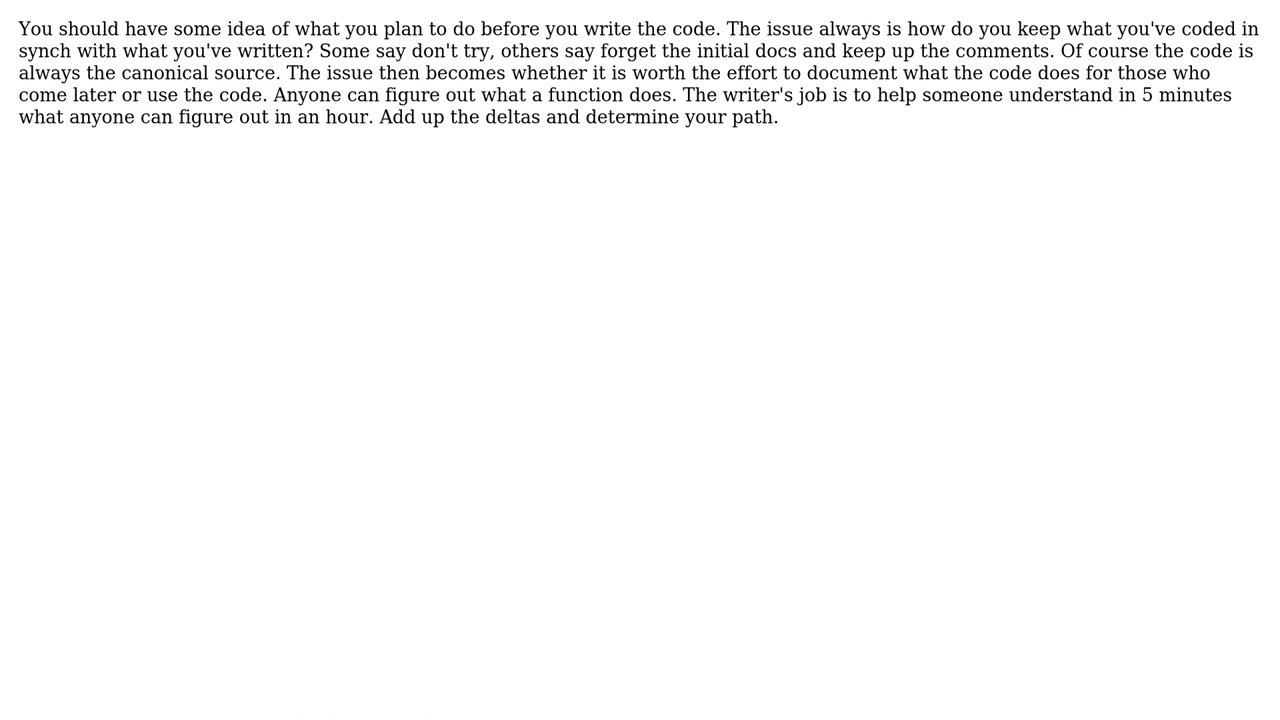 You should have some idea of what you plan to do before you write the code. The issue always is how do you keep what you've coded in
synch with what you've written? Some say don't try, others say forget the initial docs and keep up the comments. Of course the code is
always the canonical source. The issue then becomes whether it is worth the effort to document what the code does for those who
come later or use the code. Anyone can figure out what a function does. The writer's job is to help someone understand in 5 minutes
what anyone can figure out in an hour. Add up the deltas and determine your path.